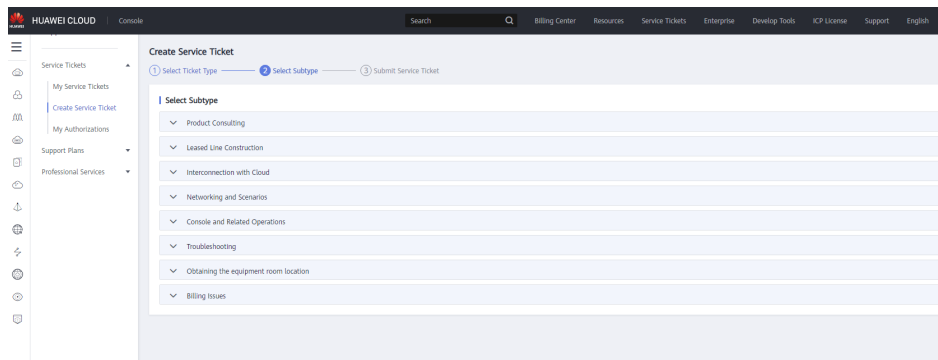 HUAWEI
HUAWEI CLOUD | Console
Search
Billing Center
Resources
Service Tickets
Enterprise
Develop Tools
ICP License
Support
English
Service Tickets
My Service Tickets
Create Service Ticket
My Authorizations
Support Plans
Professional Services
Create Service Ticket
1 Select Ticket Type
2 Select Subtype
3 Submit Service Ticket
Select Subtype
Product Consulting
Leased Line Construction
Interconnection with Cloud
Networking and Scenarios
Console and Related Operations
Troubleshooting
Obtaining the equipment room location
Billing Issues